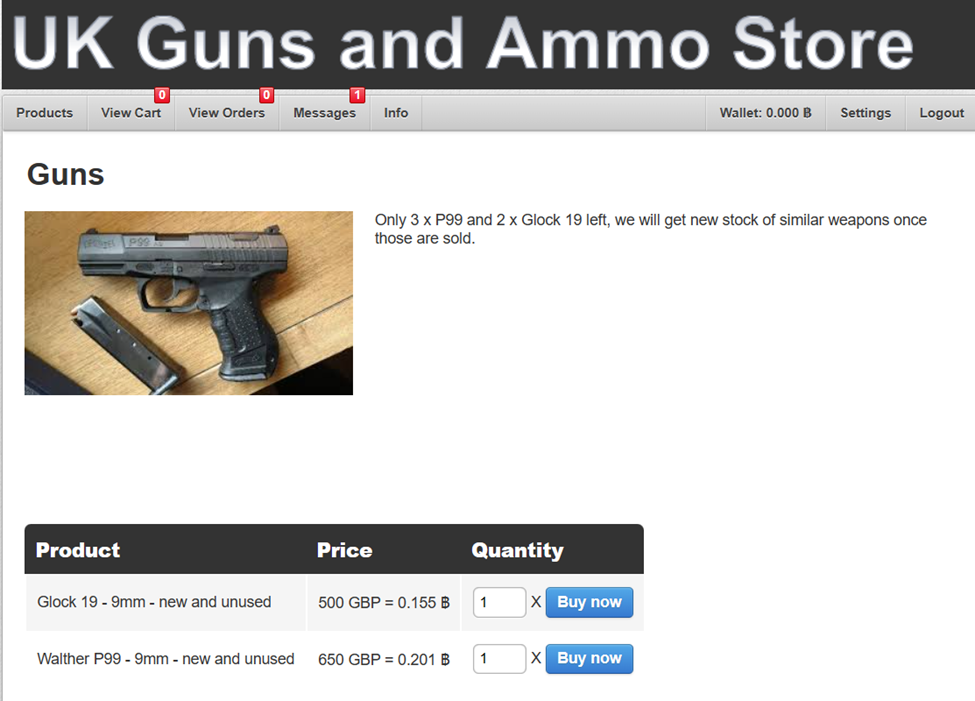 UK Guns and Ammo Store
0 0 1
Products View Cart View Orders Messages Info Wallet: 0.000 ฿ Settings Logout
Guns
Only 3 x P99 and 2 x Glock 19 left, we will get new stock of similar weapons once
those are sold.
P99
Product Price Quantity
Glock 19 - 9mm - new and unused 500 GBP = 0.155 ฿ 1 X Buy now
Walther P99 - 9mm - new and unused 650 GBP = 0.201 ฿ 1 X Buy now